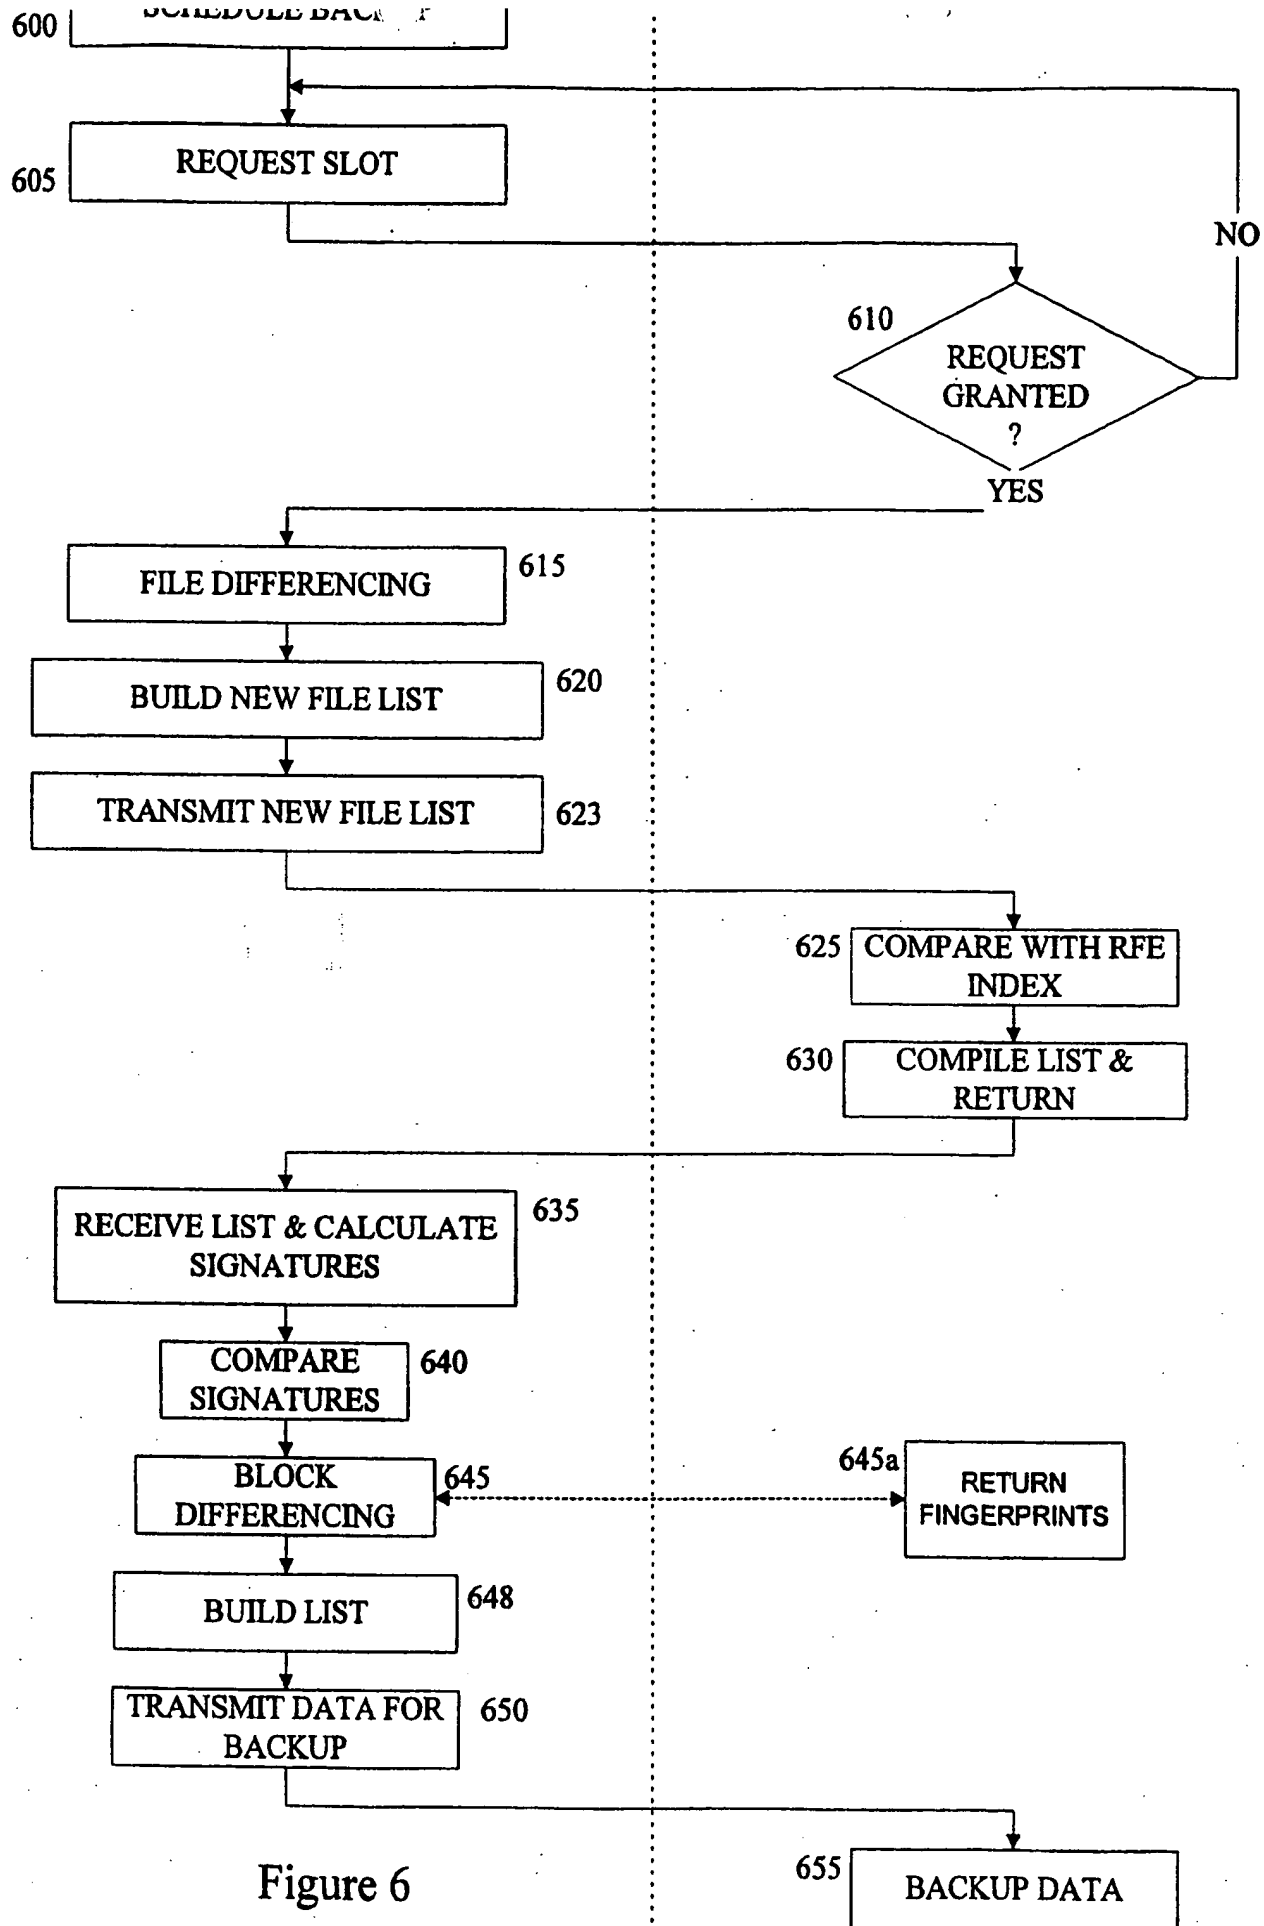 600
SCHEDULE
605
REQUEST SLOT
NO
610
REQUEST
GRANTED
?
YES
FILE DIFFERENCING
615
BUILD NEW FILE LIST
620
TRANSMIT NEW FILE LIST
623
625
COMPARE WITH RFE
INDEX
630
COMPILE LIST &
RETURN
RECEIVE LIST & CALCULATE
SIGNATURES
635
COMPARE
SIGNATURES
640
BLOCK
DIFFERENCING
645
645a
RETURN
FINGERPRINTS
BUILD LIST
648
TRANSMIT DATA FOR
BACKUP
650
655
BACKUP DATA
Figure 6